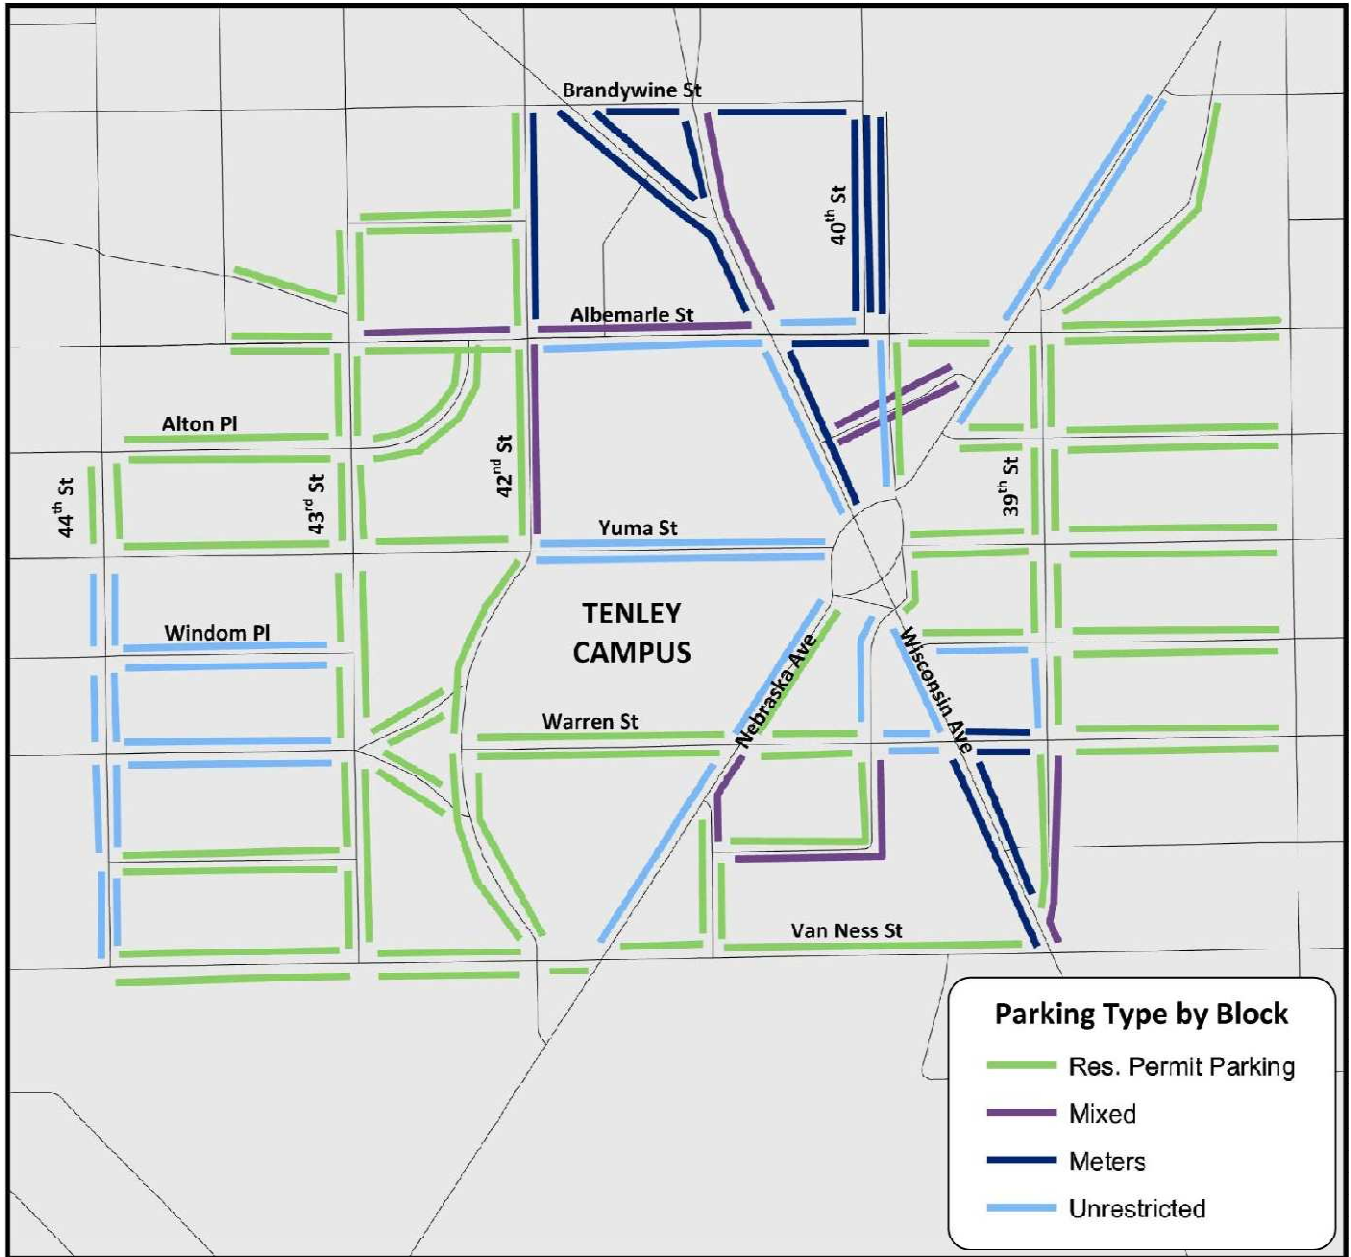 Brandywine St
40th St
Albemarle St
Alton Pl
42nd St
43rd St
44th St
39th St
Yuma St
TENLEY
CAMPUS
Windom Pl
Nebraska Ave
Wisconsin Ave
Warren St
Van Ness St
Parking Type by Block
Res. Permit Parking
Mixed
Meters
Unrestricted